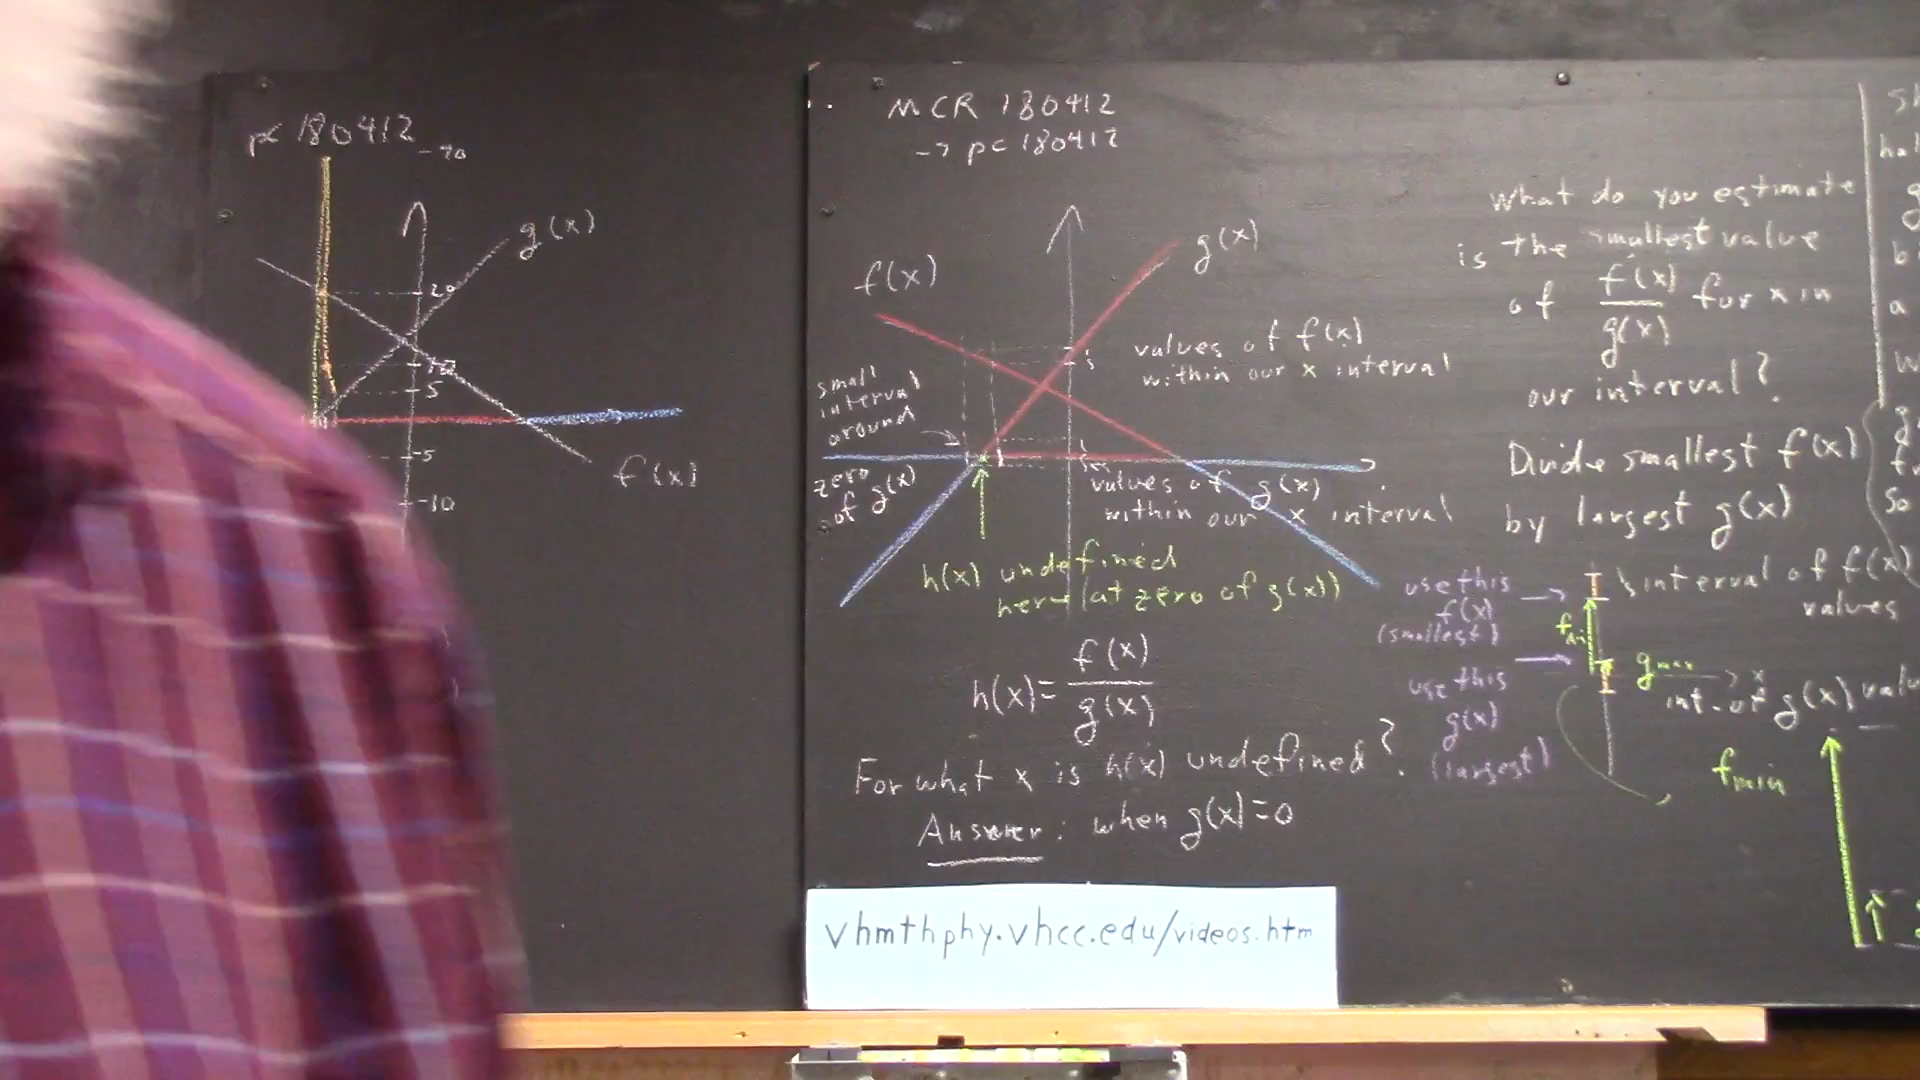 pc 180412
g(x)
20
10
5
-5
-10
f(x)
MCR 180412
-> pc 180412
f(x)
g(x)
values of f(x)
within our x interval
small
interval
around
zero
of g(x)
values of g(x)
within our x interval
h(x) undefined
here (at zero of g(x))
h(x) = f(x)
g(x)
For what x is h(x) undefined?
Answer: when g(x)=0
vhmthphy.vhcc.edu/videos.htm
What do you estimate
is the smallest value
of f(x) for x in
g(x)
our interval?
Divide smallest f(x)
by largest g(x)
use this
f(x)
(smallest)
interval of f(x)
values
use this
g(x)
(largest)
g max
int. of g(x)
f min